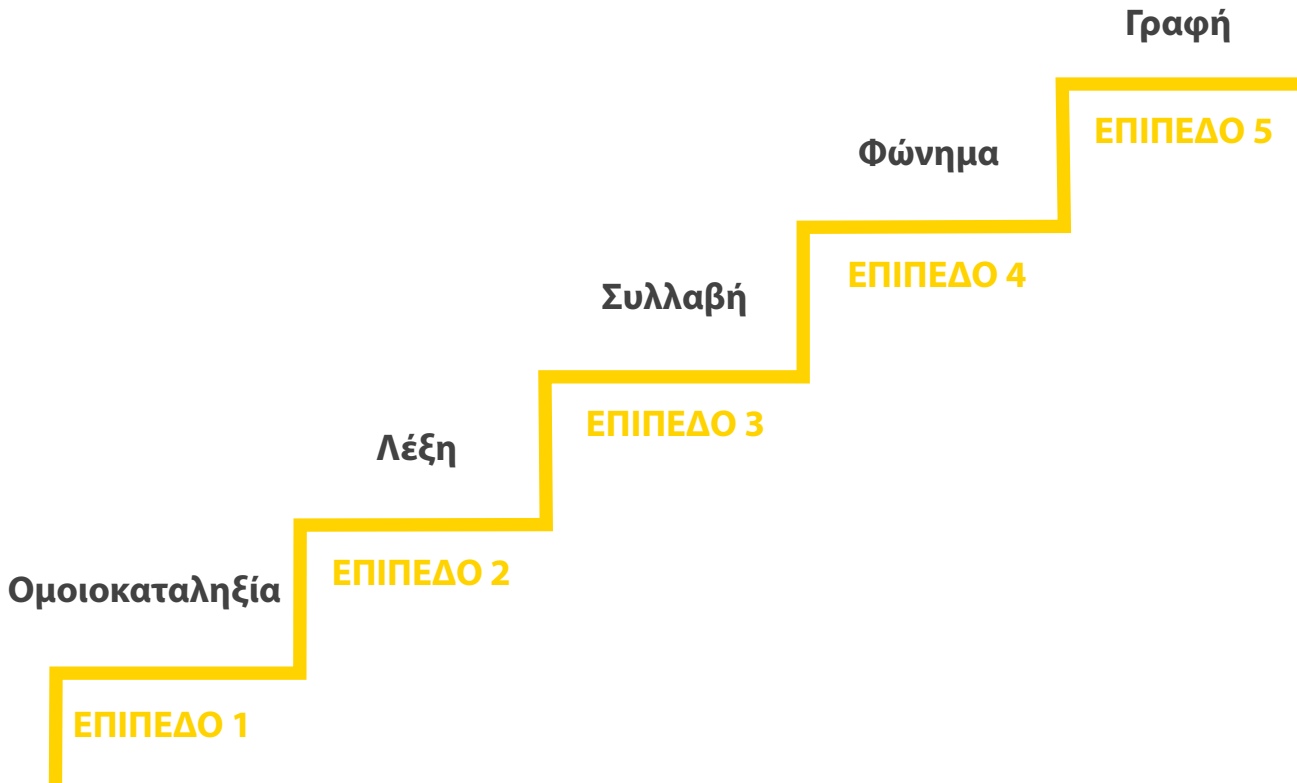 Γραφή
ΕΠΙΠΕΔΟ 5
Φώνημα
ΕΠΙΠΕΔΟ 4
Συλλαβή
ΕΠΙΠΕΔΟ 3
Λέξη
ΕΠΙΠΕΔΟ 2
Ομοιοκαταληξία
ΕΠΙΠΕΔΟ 1